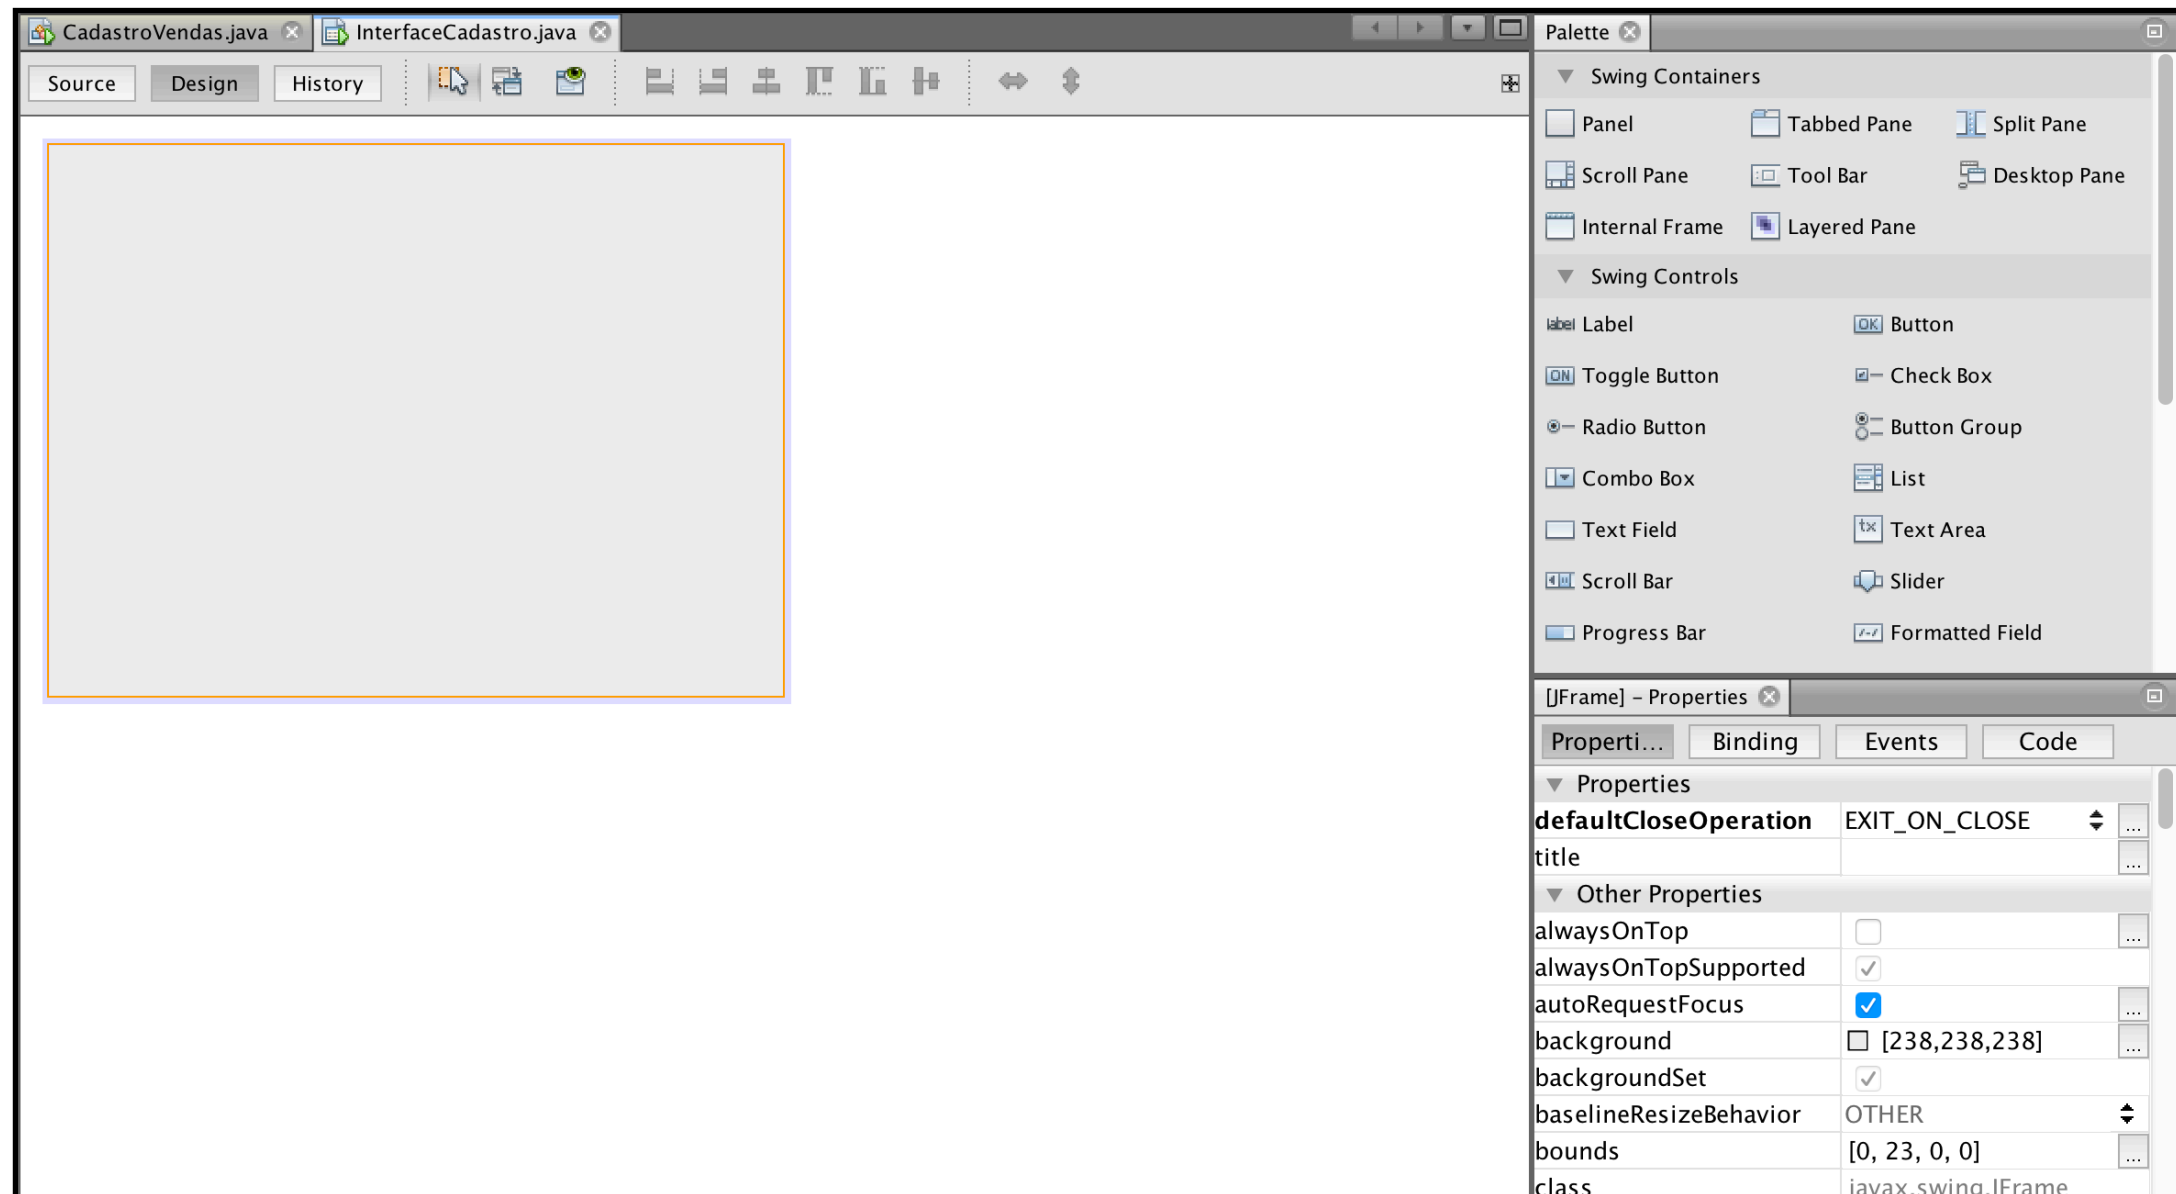 CadastroVendas.java
InterfaceCadastro.java
Source
Design
History
Palette
Swing Containers
Panel
Tabbed Pane
Split Pane
Scroll Pane
Tool Bar
Desktop Pane
Internal Frame
Layered Pane
Swing Controls
label Label
OK Button
ON Toggle Button
Check Box
Radio Button
Button Group
Combo Box
List
Text Field
tx Text Area
Scroll Bar
Slider
Progress Bar
Formatted Field
[JFrame] – Properties
Properti...
Binding
Events
Code
Properties
defaultCloseOperation EXIT_ON_CLOSE ...
title ...
Other Properties
alwaysOnTop ...
alwaysOnTopSupported
autoRequestFocus ...
background [238,238,238] ...
backgroundSet
baselineResizeBehavior OTHER
bounds [0, 23, 0, 0] ...
class javax.swing.JFrame